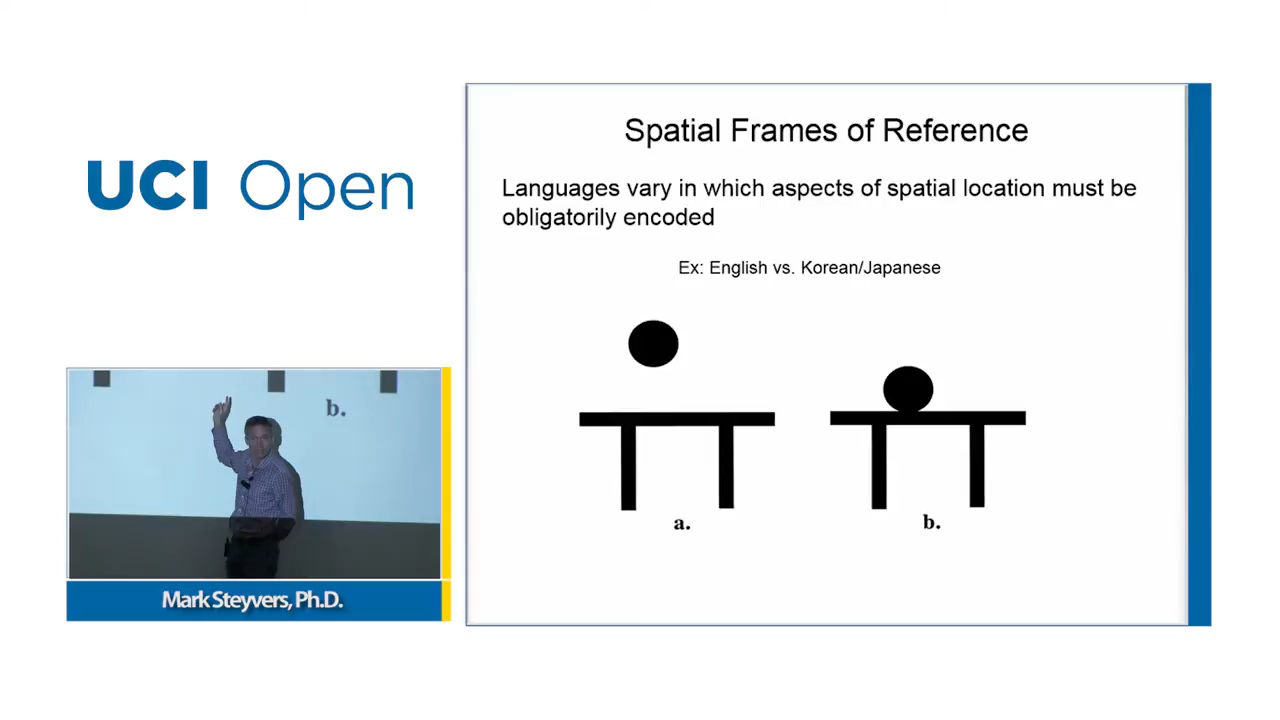 UCI Open
Spatial Frames of Reference
Languages vary in which aspects of spatial location must be
obligatorily encoded
Ex: English vs. Korean/Japanese
a.
b.
b.
Mark Steyvers, Ph.D.